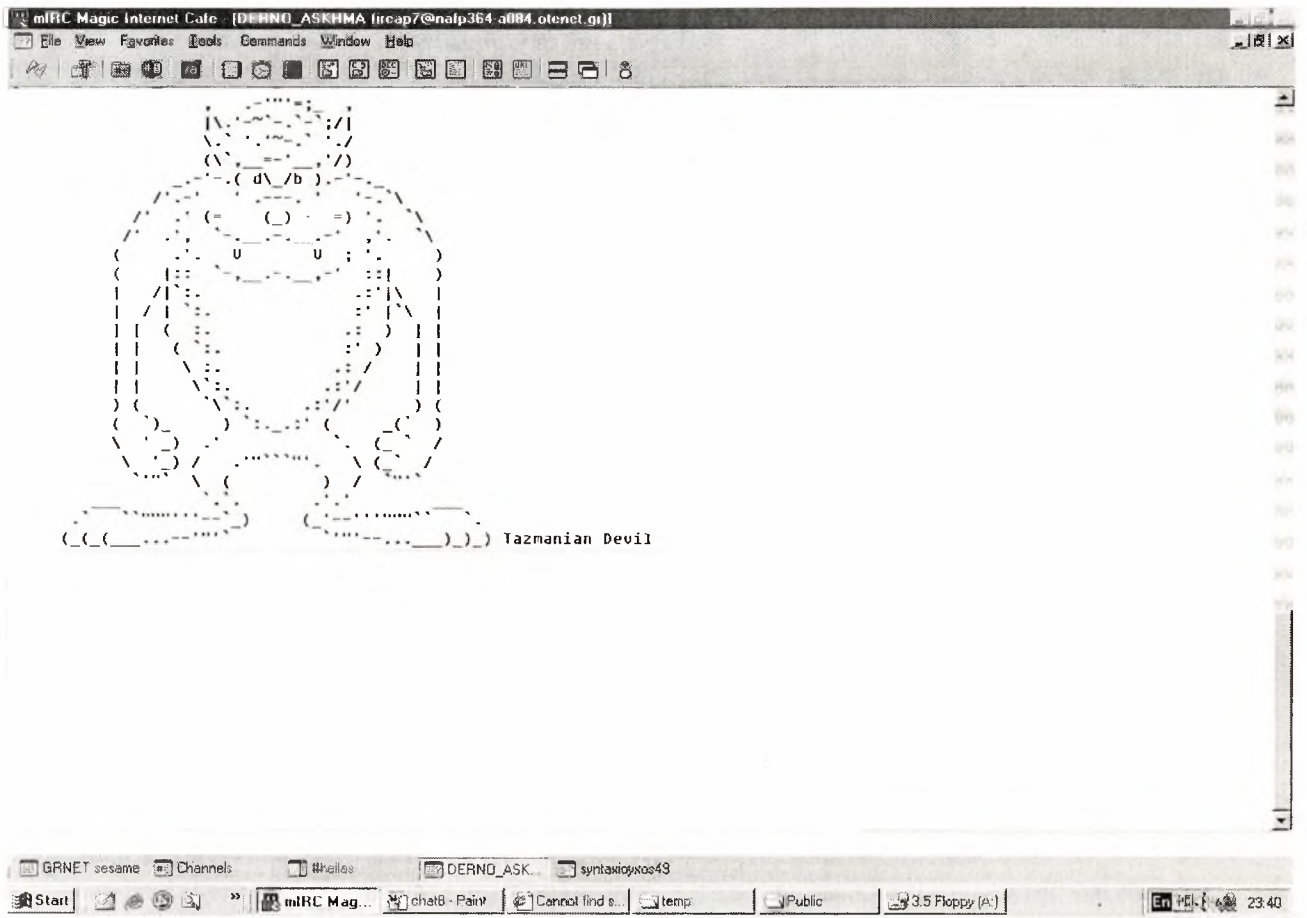 mIRC Magic Internet Cafe - [DERNO_ASKHMA [ircap7@nafp364-a084.otenet.gr]]
File View Favorites Tools Commands Window Help
d\_/b
Tazmanian Devil
GRNET sesame Channels #hellas DERNO_ASK... syntaxioyxos49
Start mIRC Mag... chat8 - Paint Cannot find s... temp Public 3.5 Floppy (A:) En 23:40